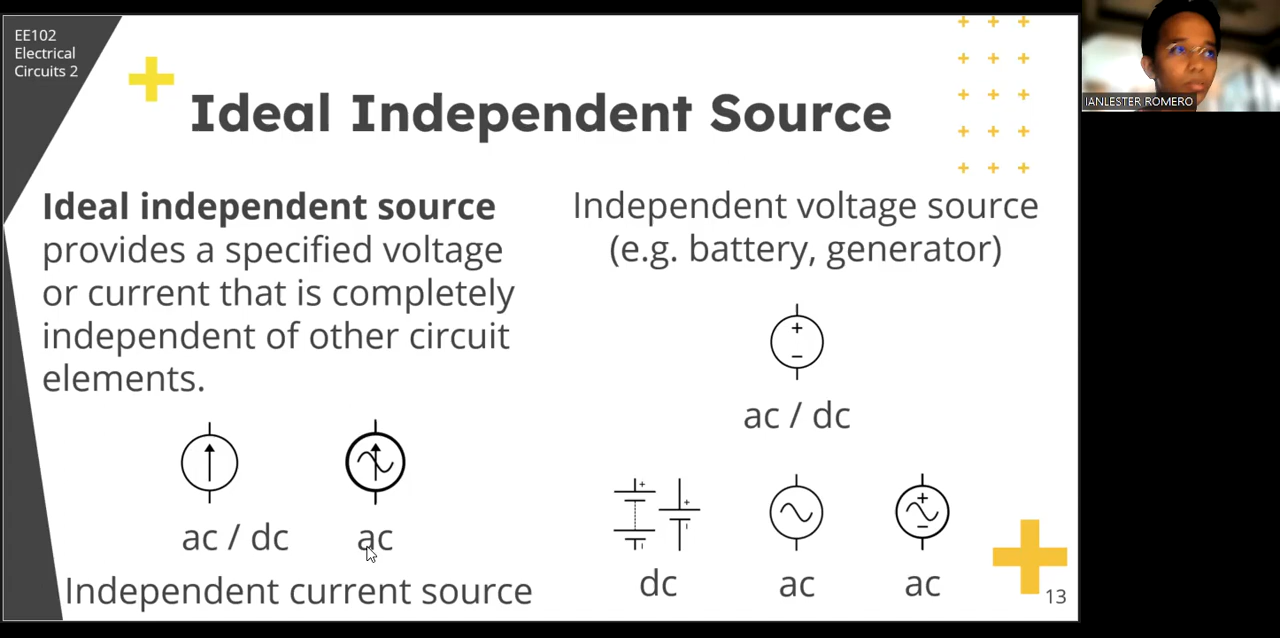 EE102
Electrical
Circuits 2
Ideal Independent Source
Ideal independent source
provides a specified voltage
or current that is completely
independent of other circuit
elements.
ac / dc
ac
Independent current source
Independent voltage source
(e.g. battery, generator)
ac / dc
dc
ac
ac
13
IANLESTER ROMERO